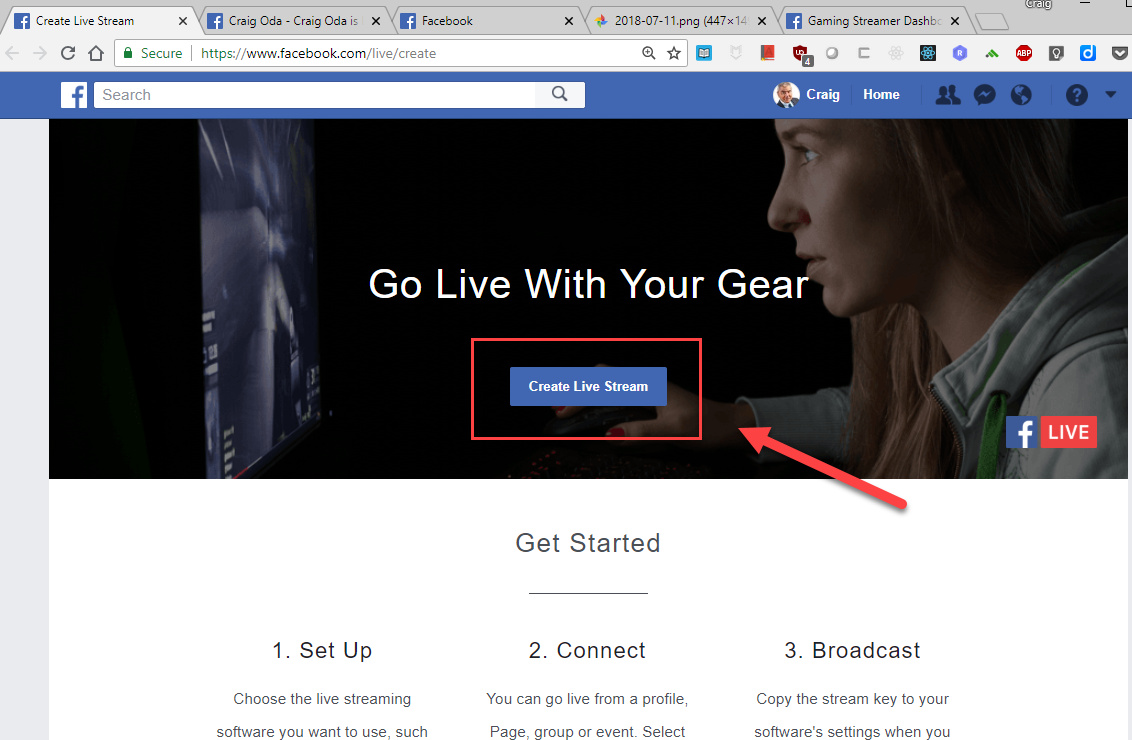 Craig
Create Live Stream
Craig Oda - Craig Oda is
Facebook
2018-07-11.png (447×14
Gaming Streamer Dashb
Secure
https://www.facebook.com/live/create
4
ABP
Search
Craig
Home
Go Live With Your Gear
Create Live Stream
LIVE
Get Started
1. Set Up
2. Connect
3. Broadcast
Choose the live streaming
software you want to use, such
You can go live from a profile,
Page, group or event. Select
Copy the stream key to your
software's settings when you